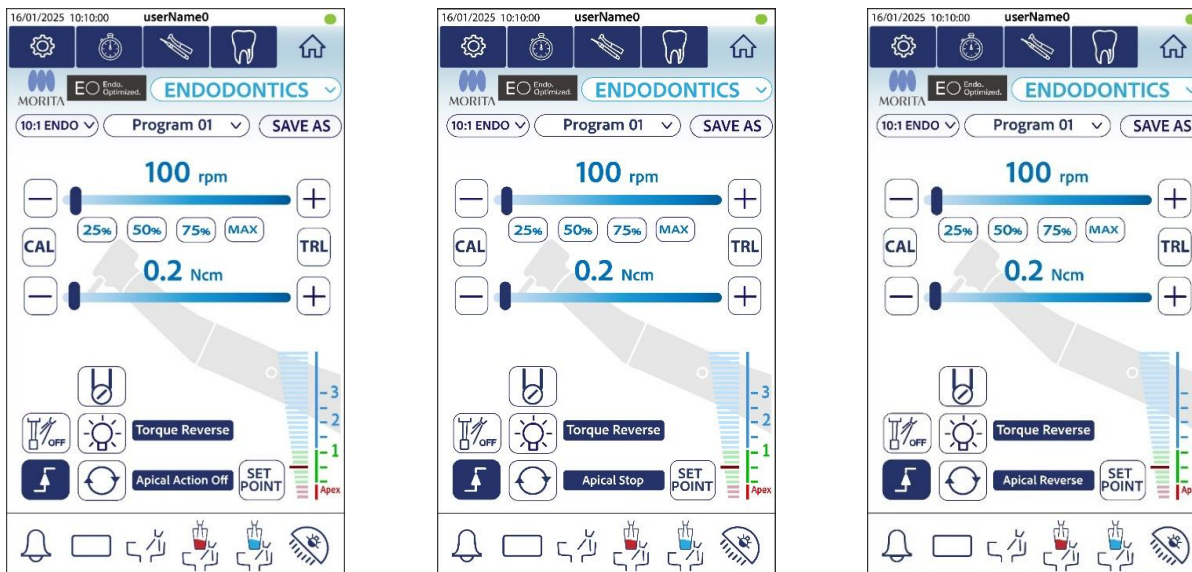 16/01/2025 10:10:00 userName0
MORITA
EO Endo. Optimized.
ENDODONTICS
10:1 ENDO
Program 01
SAVE AS
100 rpm
25% 50% 75% MAX
CAL
TRL
0.2 Ncm
3
2
OFF
Torque Reverse
1
Apical Action Off
SET POINT
Apex
16/01/2025 10:10:00 userName0
MORITA
EO Endo. Optimized.
ENDODONTICS
10:1 ENDO
Program 01
SAVE AS
100 rpm
25% 50% 75% MAX
CAL
TRL
0.2 Ncm
3
2
OFF
Torque Reverse
1
Apical Stop
SET POINT
Apex
16/01/2025 10:10:00 userName0
MORITA
EO Endo. Optimized.
ENDODONTICS
10:1 ENDO
Program 01
SAVE AS
100 rpm
25% 50% 75% MAX
CAL
TRL
0.2 Ncm
OFF
Torque Reverse
Apical Reverse
SET POINT